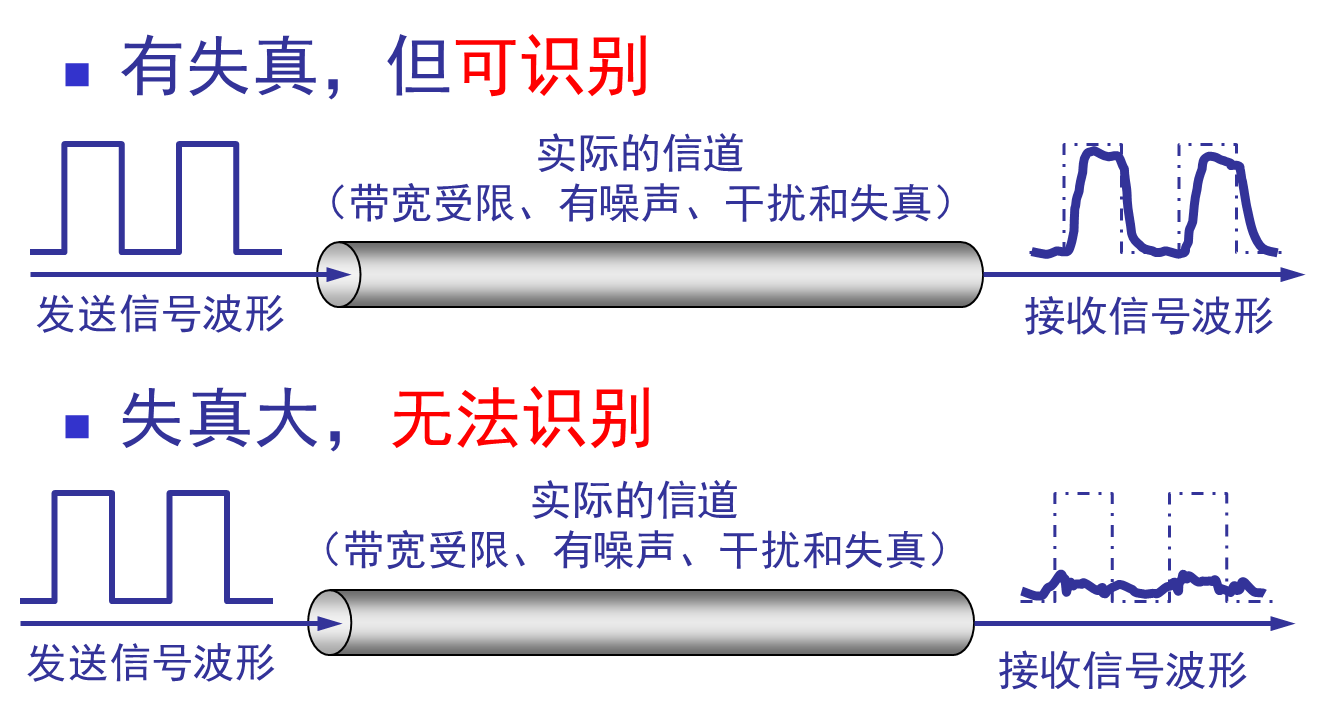 有失真，但可识别
实际的信道
（带宽受限、有噪声、干扰和失真）
发送信号波形
接收信号波形
失真大，无法识别
实际的信道
（带宽受限、有噪声、干扰和失真）
发送信号波形
接收信号波形